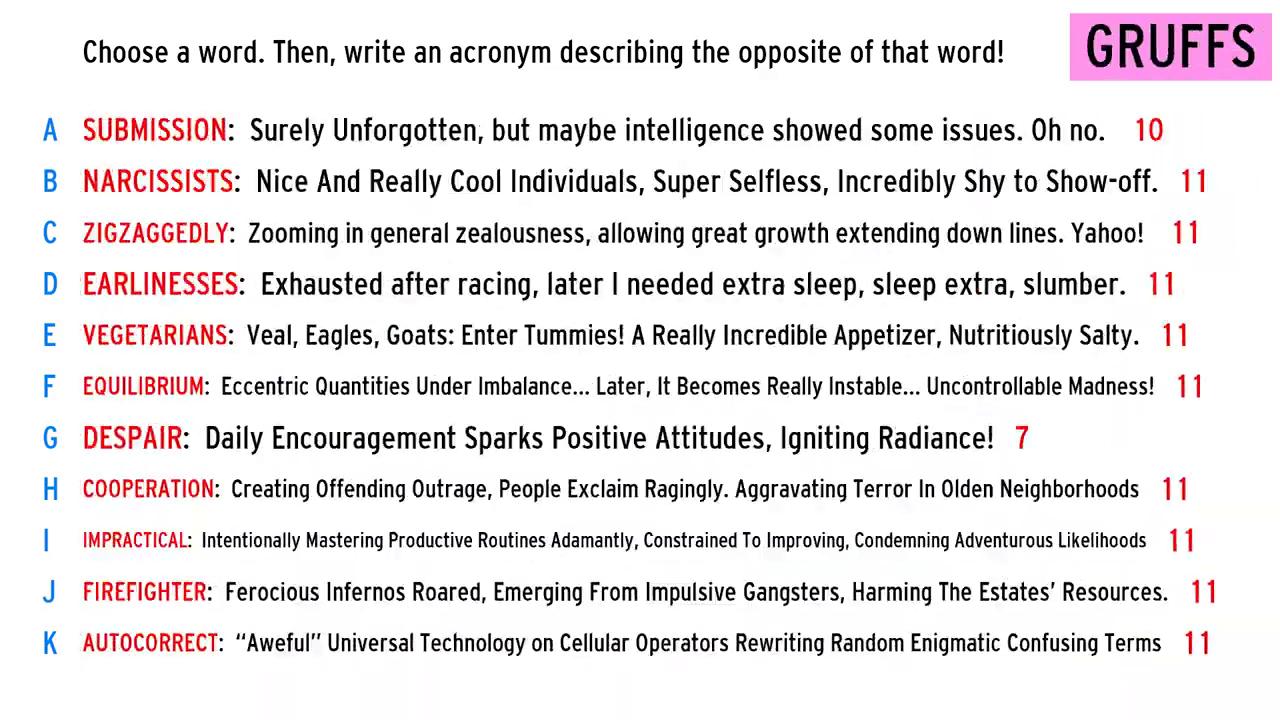 Choose a word. Then, write an acronym describing the opposite of that word!
GRUFFS
A SUBMISSION: Surely Unforgotten, but maybe intelligence showed some issues. Oh no. 10
B NARCISSISTS: Nice And Really Cool Individuals, Super Selfless, Incredibly Shy to Show-off. 11
C ZIGZAGGEDLY: Zooming in general zealousness, allowing great growth extending down lines. Yahoo! 11
D EARLINESSES: Exhausted after racing, later I needed extra sleep, sleep extra, slumber. 11
E VEGETARIANS: Veal, Eagles, Goats: Enter Tummies! A Really Incredible Appetizer, Nutritiously Salty. 11
F EQUILIBRIUM: Eccentric Quantities Under Imbalance... Later, It Becomes Really Instable... Uncontrollable Madness! 11
G DESPAIR: Daily Encouragement Sparks Positive Attitudes, Igniting Radiance! 7
H COOPERATION: Creating Offending Outrage, People Exclaim Ragingly. Aggravating Terror In Olden Neighborhoods 11
I IMPRACTICAL: Intentionally Mastering Productive Routines Adamantly, Constrained To Improving, Condemning Adventurous Likelihoods 11
J FIREFIGHTER: Ferocious Infernos Roared, Emerging From Impulsive Gangsters, Harming The Estates' Resources. 11
K AUTOCORRECT: "Aweful" Universal Technology on Cellular Operators Rewriting Random Enigmatic Confusing Terms 11